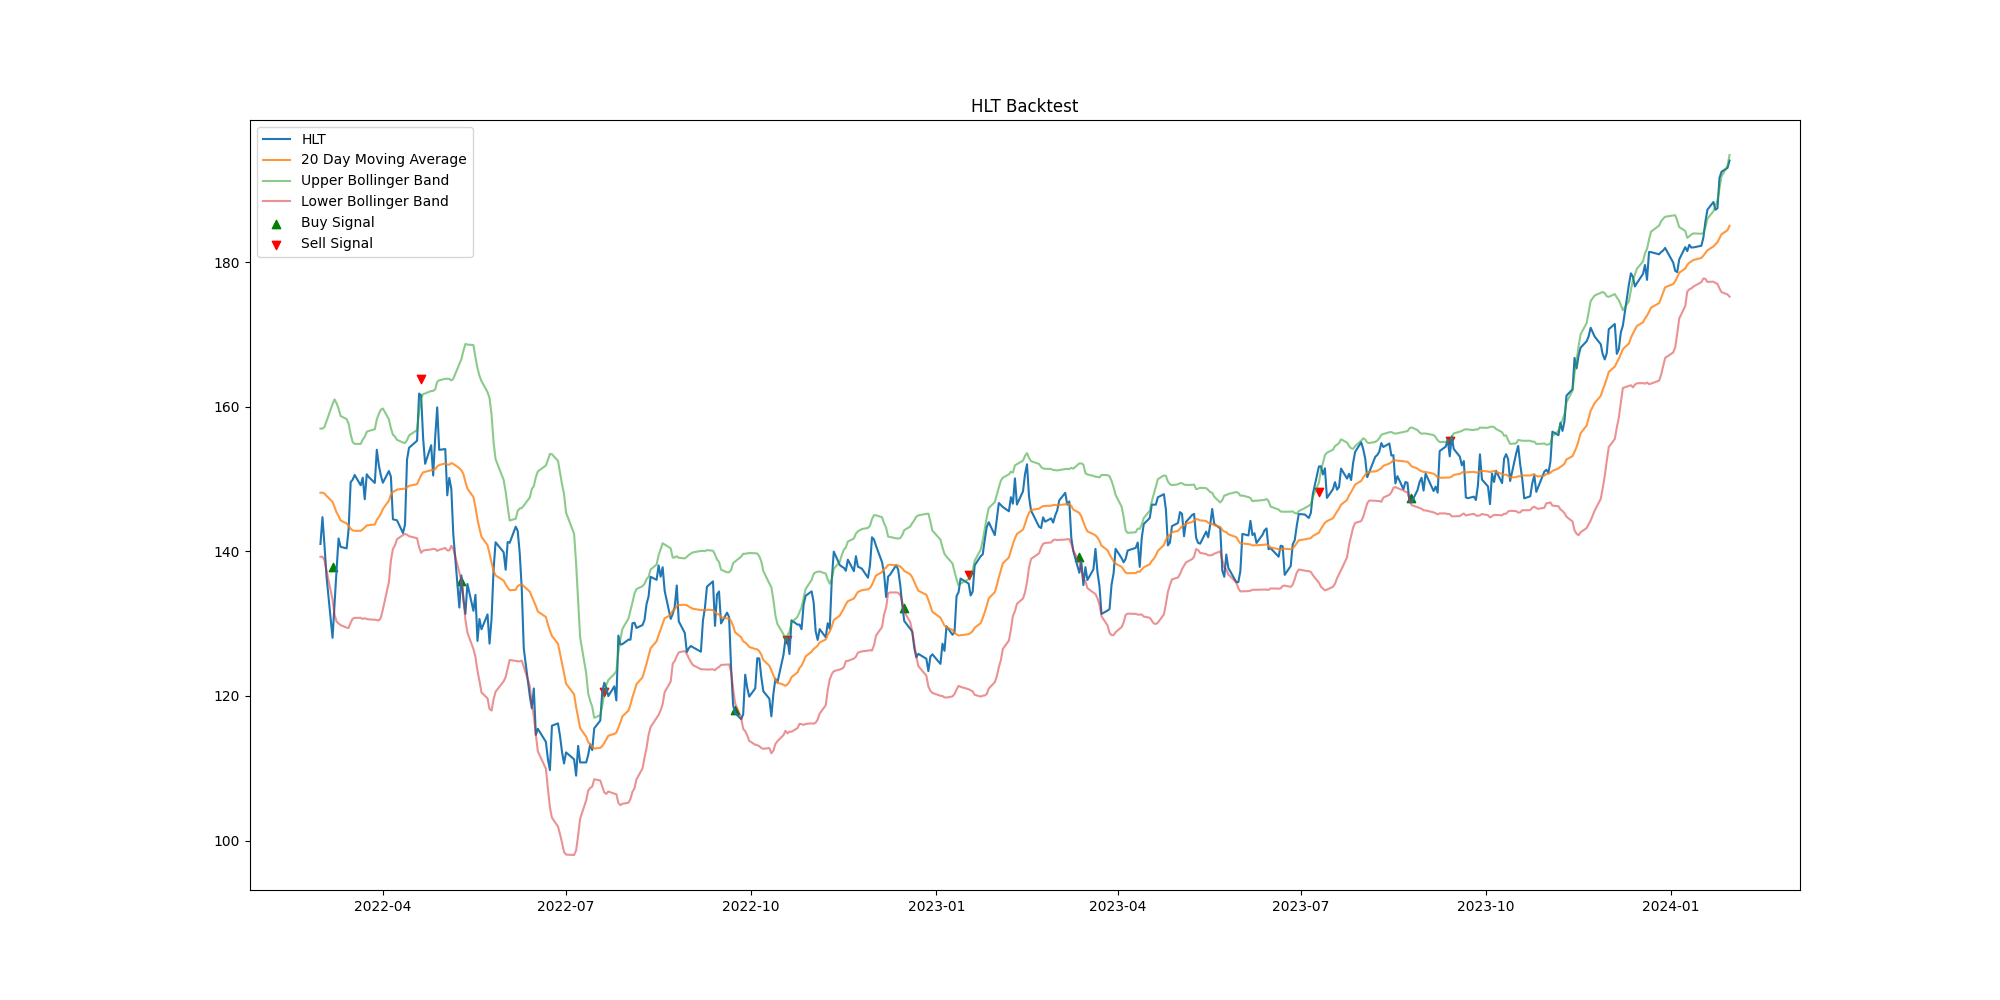 HLT Backtest
HLT
20 Day Moving Average
Upper Bollinger Band
Lower Bollinger Band
Buy Signal
Sell Signal
180
160
140
120
100
2022-04 2022-07 2022-10 2023-01 2023-04 2023-07 2023-10 2024-01